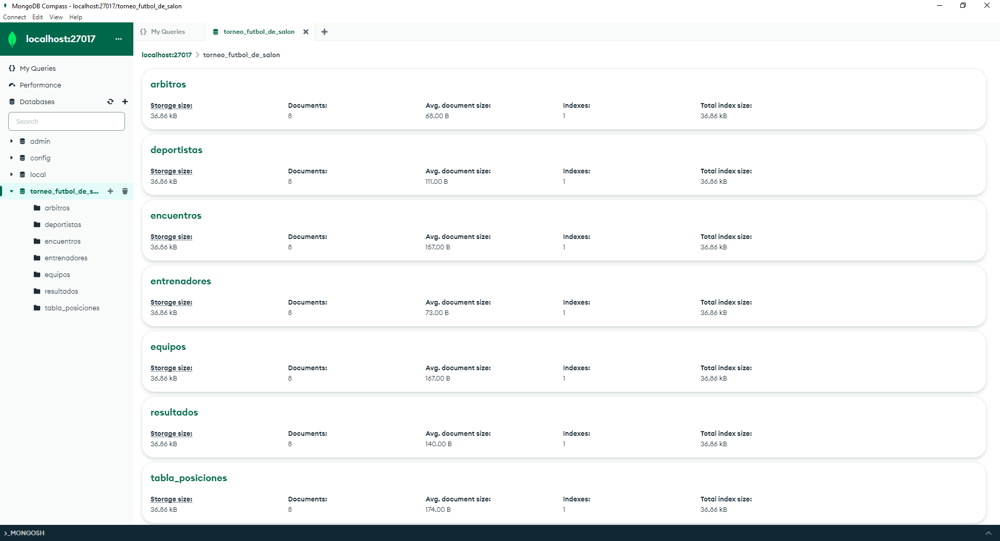 MongoDB Compass - localhost:27017/torneo_futbol_de_salon
Connect Edit View Help
localhost:27017 ...
My Queries
Performance
Databases
Search
admin
config
local
torneo_futbol_de_s...
arbitros
deportistas
encuentros
entrenadores
equipos
resultados
tabla_posiciones
{} My Queries torneo_futbol_de_salon
localhost:27017 > torneo_futbol_de_salon
arbitros
Storage size: Documents: Avg. document size: Indexes: Total index size:
36.86 kB 8 68.00 B 1 36.86 kB
deportistas
Storage size: Documents: Avg. document size: Indexes: Total index size:
36.86 kB 8 111.00 B 1 36.86 kB
encuentros
Storage size: Documents: Avg. document size: Indexes: Total index size:
36.86 kB 8 157.00 B 1 36.86 kB
entrenadores
Storage size: Documents: Avg. document size: Indexes: Total index size:
36.86 kB 8 73.00 B 1 36.86 kB
equipos
Storage size: Documents: Avg. document size: Indexes: Total index size:
36.86 kB 8 167.00 B 1 36.86 kB
resultados
Storage size: Documents: Avg. document size: Indexes: Total index size:
36.86 kB 8 140.00 B 1 36.86 kB
tabla_posiciones
Storage size: Documents: Avg. document size: Indexes: Total index size:
36.86 kB 8 174.00 B 1 36.86 kB
>_MONGOSH